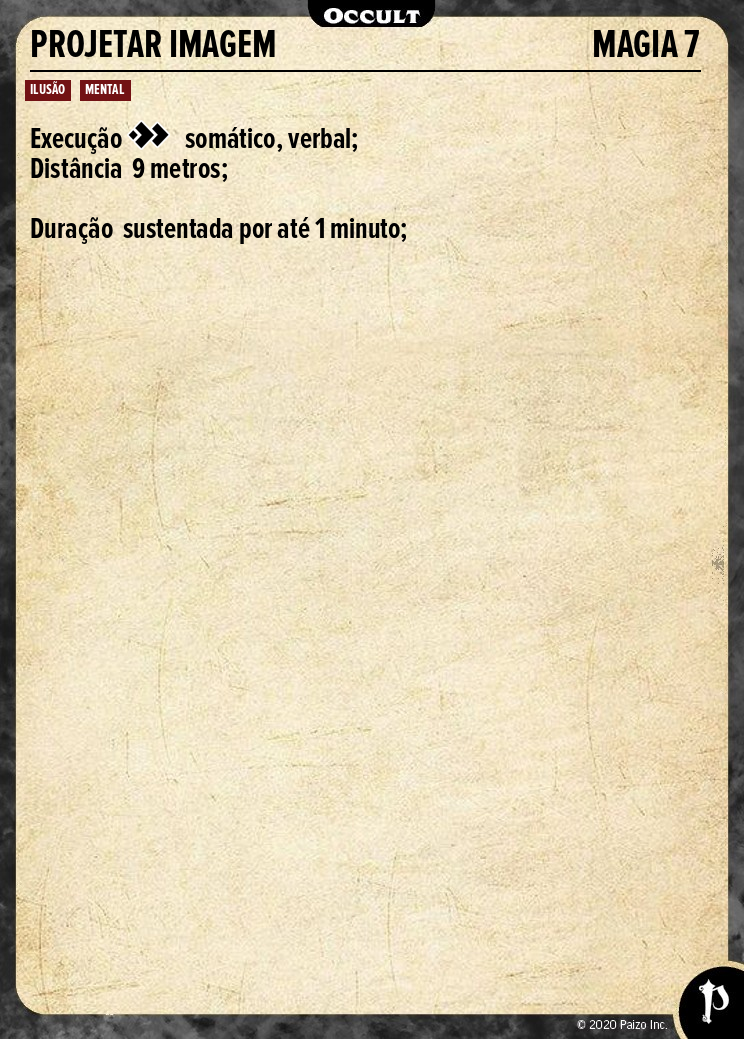 OCCULT
PROJETAR IMAGEM MAGIA 7
ILUSÃO MENTAL
Execução somático, verbal;
Distância 9 metros;
Duração sustentada por até 1 minuto;
© 2020 Paizo Inc.
P